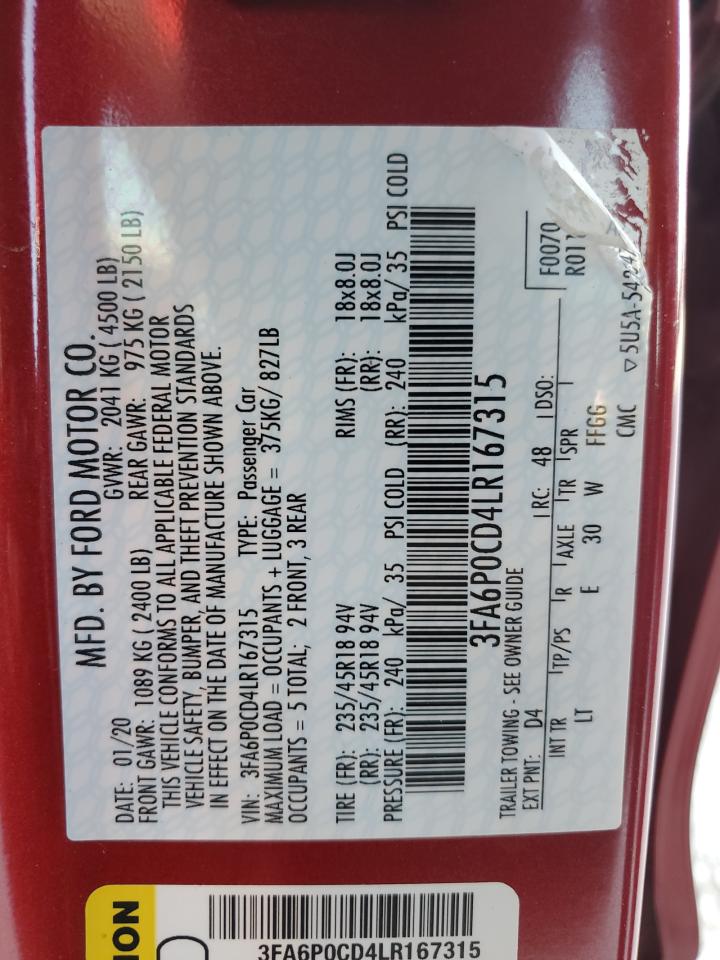 MFD. BY FORD MOTOR CO.
DATE: 01/20 GVWR: 2041 KG ( 4500 LB)
FRONT GAWR: 1089 KG ( 2400 LB) REAR GAWR: 975 KG ( 2150 LB)
THIS VEHICLE CONFORMS TO ALL APPLICABLE FEDERAL MOTOR
VEHICLE SAFETY, BUMPER, AND THEFT PREVENTION STANDARDS
IN EFFECT ON THE DATE OF MANUFACTURE SHOWN ABOVE.
VIN: 3FA6P0CD4LR167315 TYPE: Passenger Car
MAXIMUM LOAD = OCCUPANTS + LUGGAGE = 375KG/ 827LB
OCCUPANTS = 5 TOTAL; 2 FRONT, 3 REAR
TIRE (FR): 235/45R18 94V RIMS (FR): 18x8.0J
(RR): 235/45R18 94V (RR): 18x8.0J
PRESSURE (FR): 240 kPa/ 35 PSI COLD (RR): 240 kPa/ 35 PSI COLD
3FA6P0CD4LR167315
TRAILER TOWING - SEE OWNER GUIDE
EXT PNT: D4 RC: 48 DSO: F0070
INT TR TP/PS R AXLE TR SPR
LT E 30 W FFGG
CMC ▽5U5A-5424
ION
3FA6P0CD4LR167315